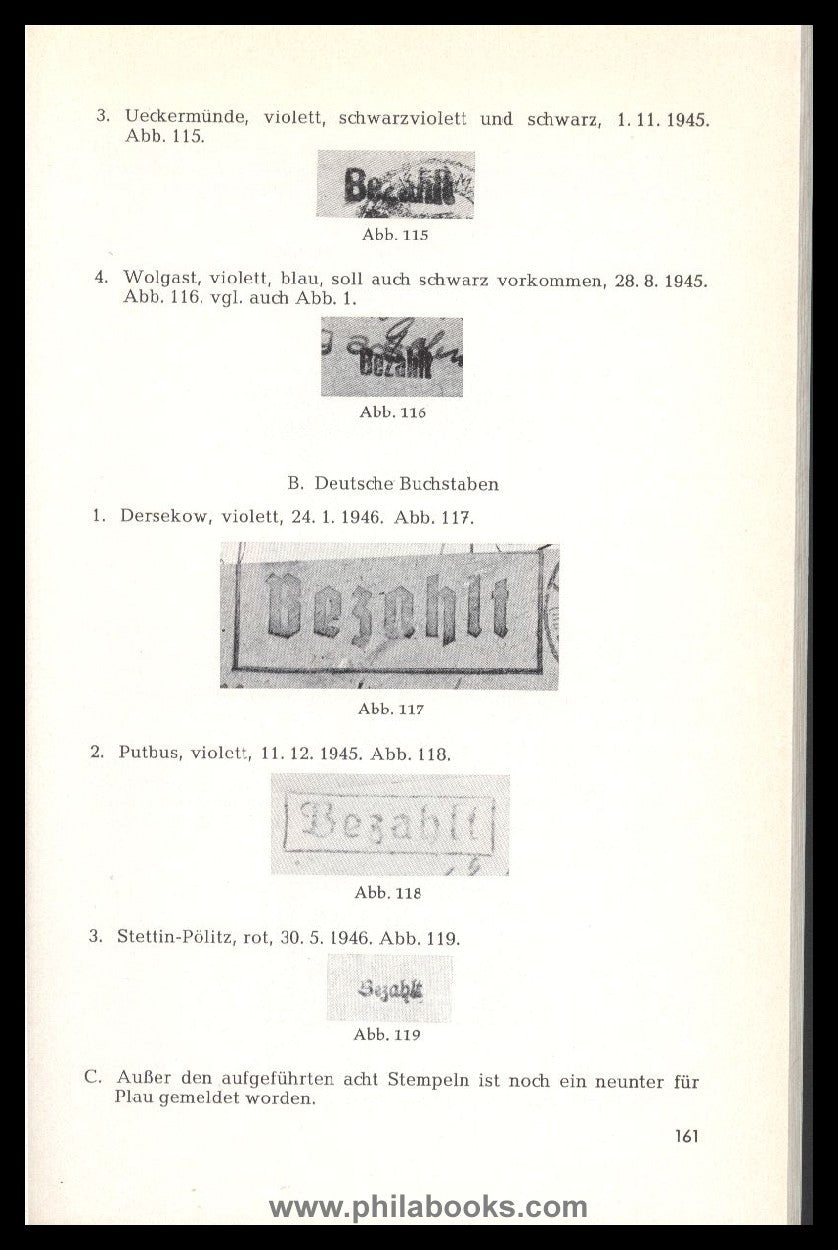 3. Ueckermünde, violett, schwarzviolett und schwarz, 1. 11. 1945.
Abb. 115.
Bezahlt
Abb. 115
4. Wolgast, violett, blau, soll auch schwarz vorkommen, 28. 8. 1945.
Abb. 116. vgl. auch Abb. 1.
Bezahlt
Abb. 116
B. Deutsche Buchstaben
1. Dersekow, violett, 24. 1. 1946. Abb. 117.
Bezahlt
Abb. 117
2. Putbus, violett, 11. 12. 1945. Abb. 118.
Bezahlt
Abb. 118
3. Stettin-Pölitz, rot, 30. 5. 1946. Abb. 119.
Bezahlt
Abb. 119
C. Außer den aufgeführten acht Stempeln ist noch ein neunter für
Plau gemeldet worden.
161
www.philabooks.com